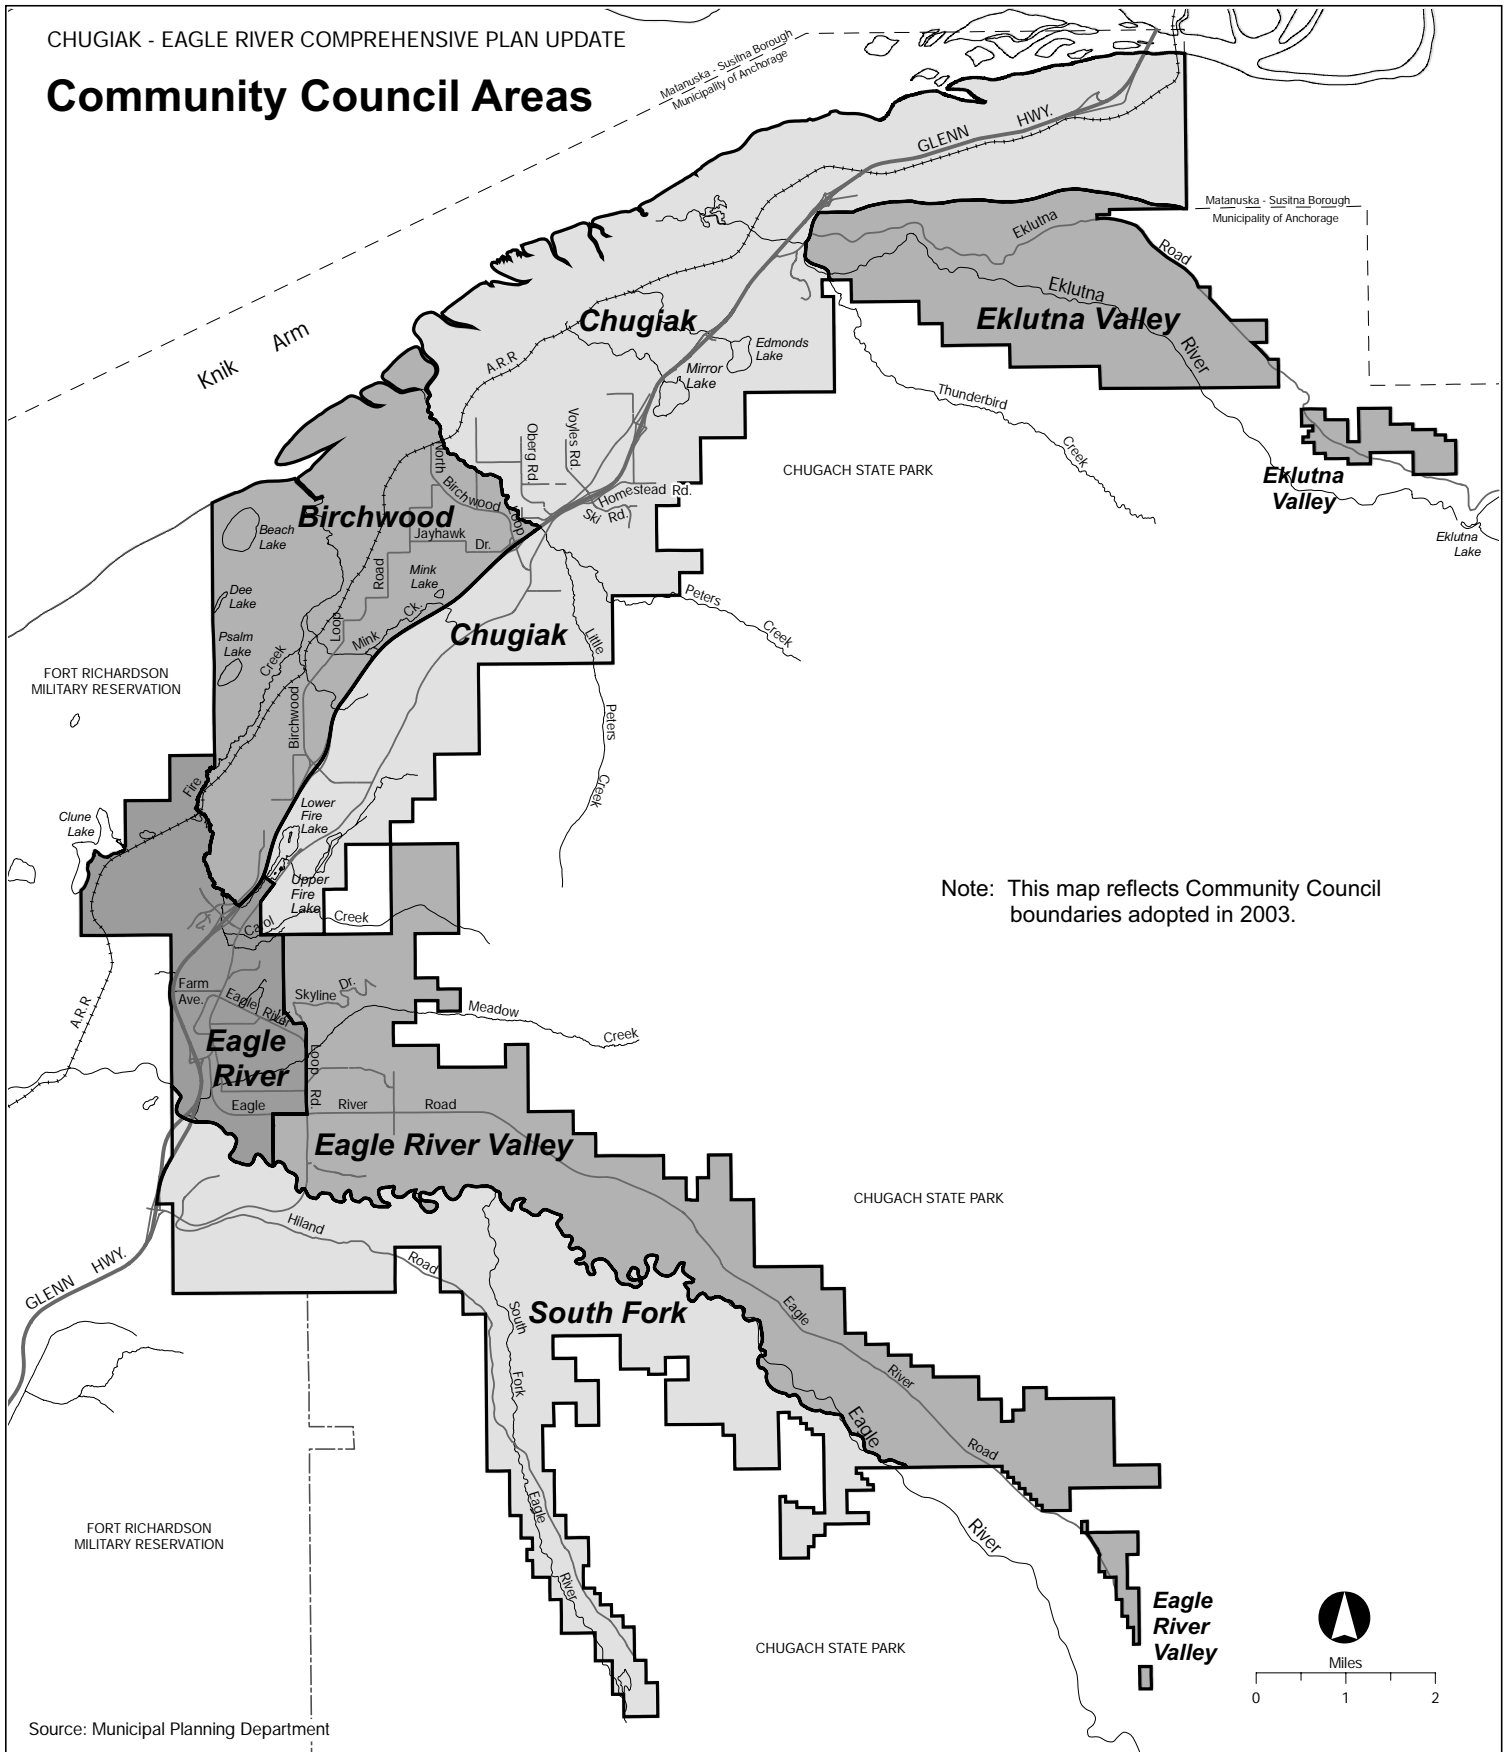 CHUGIAK - EAGLE RIVER COMPREHENSIVE PLAN UPDATE
Community Council Areas
Matanuska - Susitna Borough
Municipality of Anchorage
GLENN HWY.
Matanuska - Susitna Borough
Municipality of Anchorage
Eklutna Road
Eklutna River
Eklutna Valley
Chugiak
Knik Arm
A.R.R
Edmonds
Lake
Mirror
Lake
Thunderbird Creek
Oberg Rd.
Voyles Rd.
CHUGACH STATE PARK
Eklutna
Valley
Eklutna
Lake
North Birchwood Loop
Homestead Rd.
Ski Rd.
Birchwood
Beach
Lake
Jayhawk Dr.
Mink
Lake
Mink Ck.
Dee
Lake
Psalm
Lake
Birchwood Loop Road
Chugiak
Peters Creek
Little Peters Creek
FORT RICHARDSON
MILITARY RESERVATION
Fire Creek
Clune
Lake
Lower
Fire
Lake
Upper
Fire
Lake
Carol Creek
Note: This map reflects Community Council
boundaries adopted in 2003.
A.R.R
Farm
Ave.
Eagle River Loop Rd.
Skyline Dr.
Meadow Creek
Eagle
River
Eagle River Road
Eagle River Valley
CHUGACH STATE PARK
Hiland Road
GLENN HWY.
South Fork
South Fork Eagle River
Eagle River Road
Eagle River
FORT RICHARDSON
MILITARY RESERVATION
CHUGACH STATE PARK
Eagle
River
Valley
Miles
0 1 2
Source: Municipal Planning Department